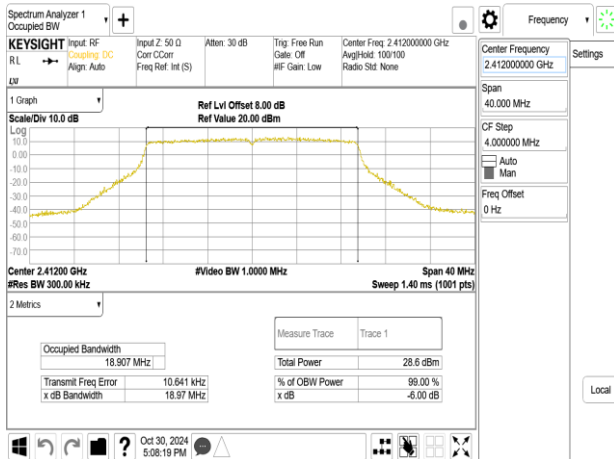 Spectrum Analyzer 1
Occupied BW
+
Frequency
KEYSIGHT
RL
LXI
Input: RF
Coupling: DC
Align: Auto
Input Z: 50 Ω
Corr CCorr
Freq Ref: Int (S)
Atten: 30 dB
Trig: Free Run
Gate: Off
#IF Gain: Low
Center Freq: 2.412000000 GHz
Avg|Hold: 100/100
Radio Std: None
Center Frequency
2.412000000 GHz
Settings
Span
40.000 MHz
CF Step
4.000000 MHz
Auto
Man
Freq Offset
0 Hz
Local
1 Graph
Scale/Div 10.0 dB
Ref Lvl Offset 8.00 dB
Ref Value 20.00 dBm
Log
10.0
0.00
-10.0
-20.0
-30.0
-40.0
-50.0
-60.0
-70.0
Center 2.41200 GHz
#Video BW 1.0000 MHz
Span 40 MHz
#Res BW 300.00 kHz
Sweep 1.40 ms (1001 pts)
2 Metrics
Measure Trace Trace 1
Occupied Bandwidth
18.907 MHz
Total Power 28.6 dBm
Transmit Freq Error 10.641 kHz
% of OBW Power 99.00 %
x dB Bandwidth 18.97 MHz
x dB -6.00 dB
?
Oct 30, 2024
5:08:19 PM